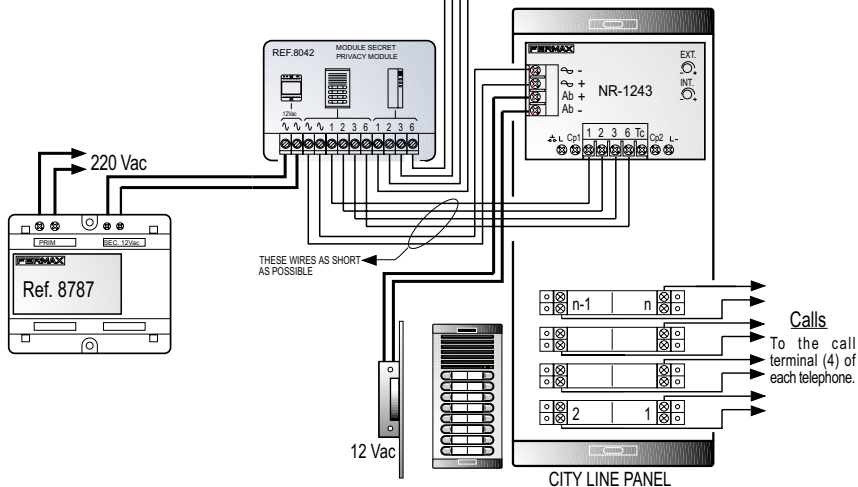 REF.8042
MODULE SECRET
PRIVACY MODULE
12Vac
1 2 3 6 1 2 3 6
220 Vac
PRIM
SEC. 12Vac
FERMAX
Ref. 8787
THESE WIRES AS SHORT
AS POSSIBLE
12 Vac
FERMAX
NR-1243
-
+
Ab +
Ab -
EXT.
INT.
L Cp1 1 2 3 6 Tc Cp2 L-
n-1 n
2 1
Calls
To the call
terminal (4) of
each telephone.
CITY LINE PANEL